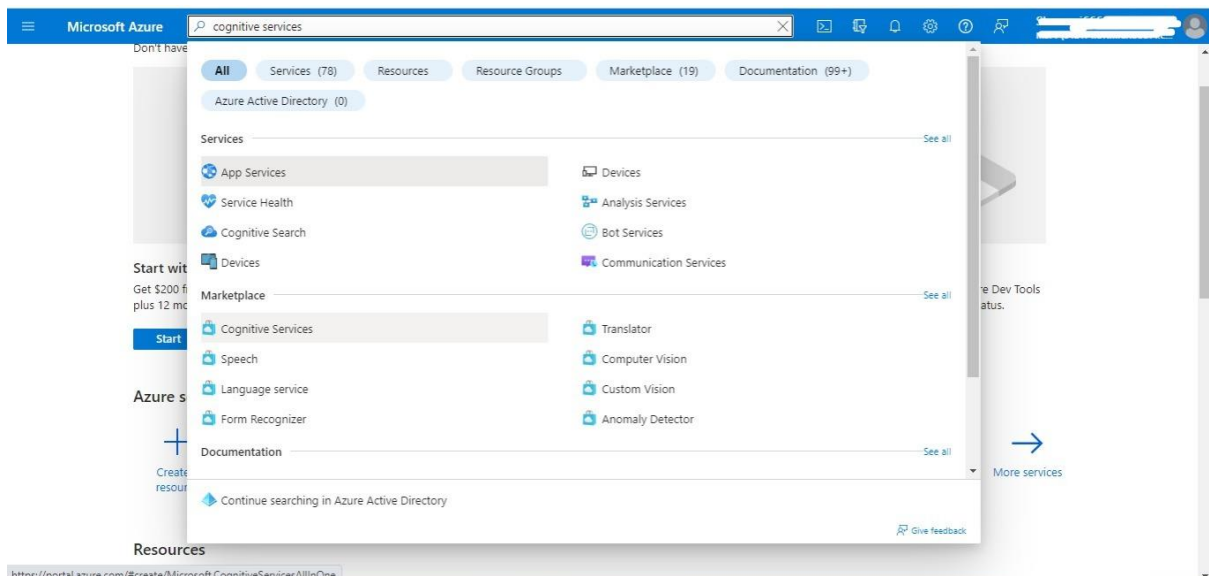 Microsoft Azure cognitive services
Don't have
All Services (78) Resources Resource Groups Marketplace (19) Documentation (99+)
Azure Active Directory (0)
Services See all
App Services Devices
Service Health Analysis Services
Cognitive Search Bot Services
Devices Communication Services
Start wit
Get $200 f re Dev Tools
Marketplace See all
plus 12 mo atus.
Cognitive Services Translator
Start
Speech Computer Vision
Language service Custom Vision
Azure s
Form Recognizer Anomaly Detector
Documentation See all
Create More services
resour
Continue searching in Azure Active Directory
Give feedback
Resources
https://portal.azure.com/#create/Microsoft.CognitiveServicesAllInOne